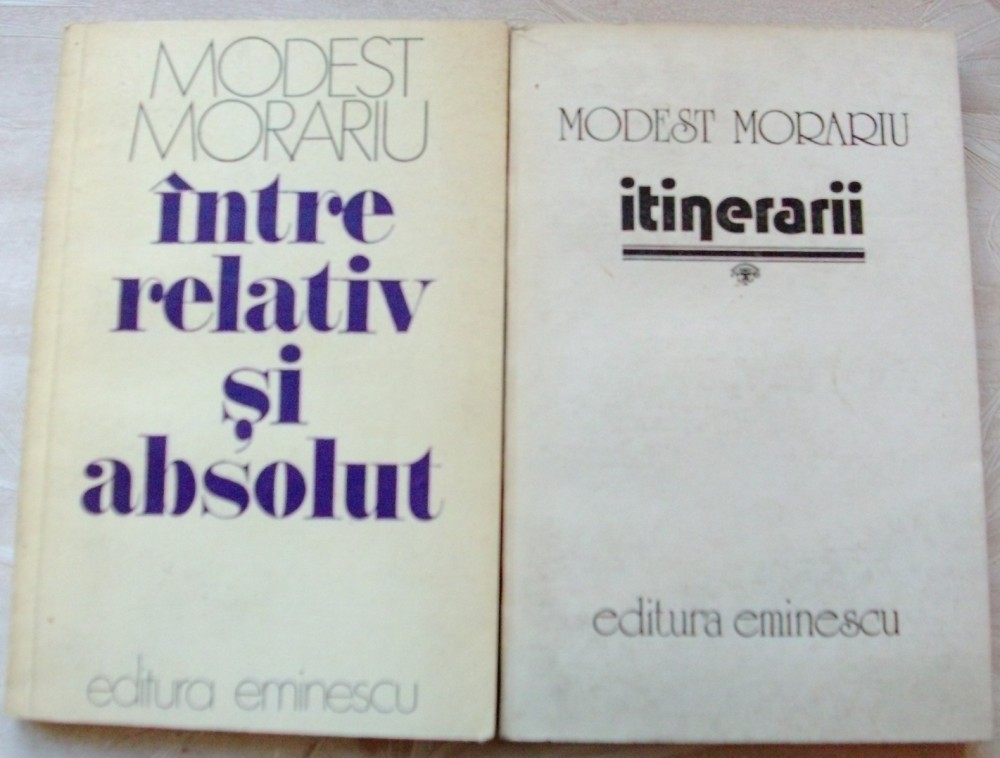 MODEST
MORARIU
între
relativ
și
absolut
editura eminescu
MODEST MORARIU
itinerarii
editura eminescu